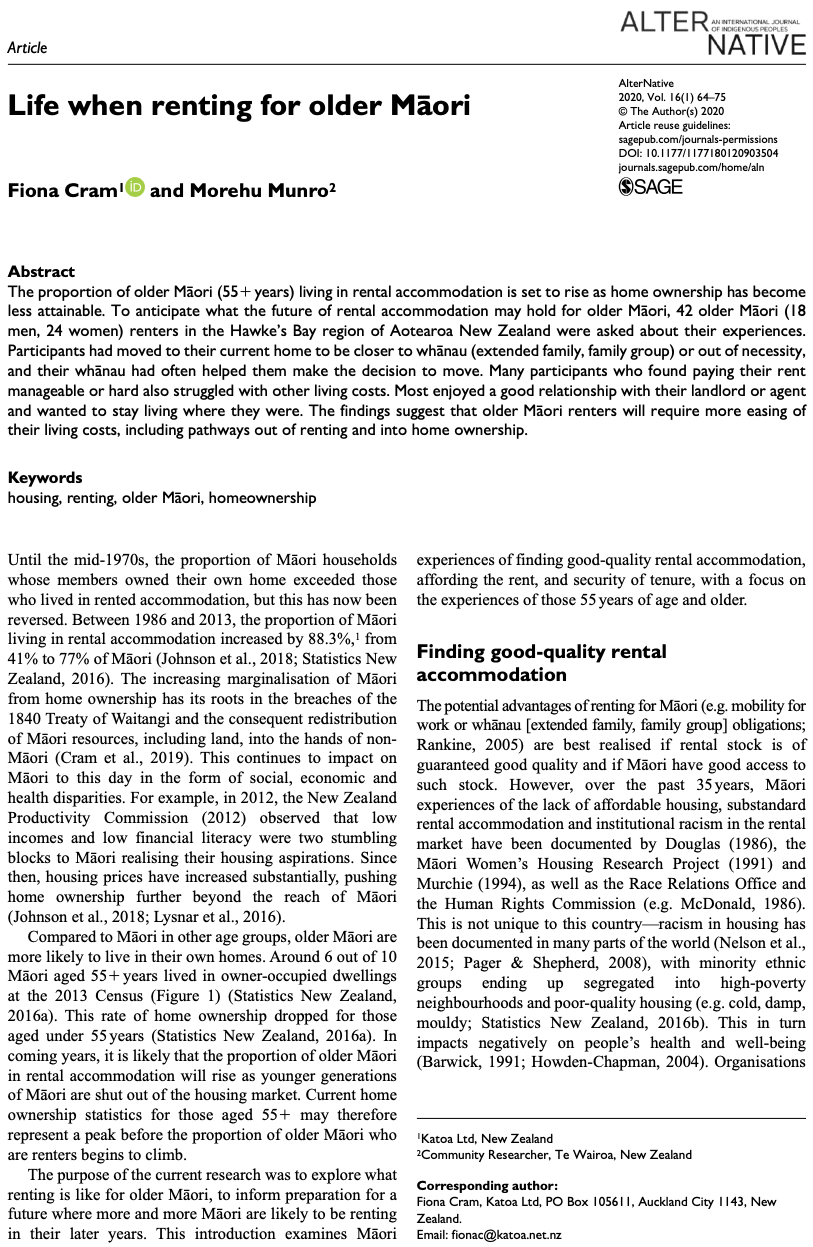 Article
ALTER
NATIVE
AN INTERNATIONAL JOURNAL
OF INDIGENOUS PEOPLES
Life when renting for older Māori
AlterNative
2020, Vol. 16(1) 64–75
© The Author(s) 2020
Article reuse guidelines:
sagepub.com/journals-permissions
DOI: 10.1177/1177180120903504
journals.sagepub.com/home/aln
SAGE
Fiona Cram1 iD and Morehu Munro2
Abstract
The proportion of older Māori (55+ years) living in rental accommodation is set to rise as home ownership has become
less attainable. To anticipate what the future of rental accommodation may hold for older Māori, 42 older Māori (18
men, 24 women) renters in the Hawke's Bay region of Aotearoa New Zealand were asked about their experiences.
Participants had moved to their current home to be closer to whānau (extended family, family group) or out of necessity,
and their whānau had often helped them make the decision to move. Many participants who found paying their rent
manageable or hard also struggled with other living costs. Most enjoyed a good relationship with their landlord or agent
and wanted to stay living where they were. The findings suggest that older Māori renters will require more easing of
their living costs, including pathways out of renting and into home ownership.
Keywords
housing, renting, older Māori, homeownership
Until the mid-1970s, the proportion of Māori households
whose members owned their own home exceeded those
who lived in rented accommodation, but this has now been
reversed. Between 1986 and 2013, the proportion of Māori
living in rental accommodation increased by 88.3%,1 from
41% to 77% of Māori (Johnson et al., 2018; Statistics New
Zealand, 2016). The increasing marginalisation of Māori
from home ownership has its roots in the breaches of the
1840 Treaty of Waitangi and the consequent redistribution
of Māori resources, including land, into the hands of non-
Māori (Cram et al., 2019). This continues to impact on
Māori to this day in the form of social, economic and
health disparities. For example, in 2012, the New Zealand
Productivity Commission (2012) observed that low
incomes and low financial literacy were two stumbling
blocks to Māori realising their housing aspirations. Since
then, housing prices have increased substantially, pushing
home ownership further beyond the reach of Māori
(Johnson et al., 2018; Lysnar et al., 2016).
Compared to Māori in other age groups, older Māori are
more likely to live in their own homes. Around 6 out of 10
Māori aged 55+ years lived in owner-occupied dwellings
at the 2013 Census (Figure 1) (Statistics New Zealand,
2016a). This rate of home ownership dropped for those
aged under 55 years (Statistics New Zealand, 2016a). In
coming years, it is likely that the proportion of older Māori
in rental accommodation will rise as younger generations
of Māori are shut out of the housing market. Current home
ownership statistics for those aged 55+ may therefore
represent a peak before the proportion of older Māori who
are renters begins to climb.
The purpose of the current research was to explore what
renting is like for older Māori, to inform preparation for a
future where more and more Māori are likely to be renting
in their later years. This introduction examines Māori
experiences of finding good-quality rental accommodation,
affording the rent, and security of tenure, with a focus on
the experiences of those 55 years of age and older.
Finding good-quality rental
accommodation
The potential advantages of renting for Māori (e.g. mobility for
work or whānau [extended family, family group] obligations;
Rankine, 2005) are best realised if rental stock is of
guaranteed good quality and if Māori have good access to
such stock. However, over the past 35 years, Māori
experiences of the lack of affordable housing, substandard
rental accommodation and institutional racism in the rental
market have been documented by Douglas (1986), the
Māori Women's Housing Research Project (1991) and
Murchie (1994), as well as the Race Relations Office and
the Human Rights Commission (e.g. McDonald, 1986).
This is not unique to this country—racism in housing has
been documented in many parts of the world (Nelson et al.,
2015; Pager & Shepherd, 2008), with minority ethnic
groups ending up segregated into high-poverty
neighbourhoods and poor-quality housing (e.g. cold, damp,
mouldy; Statistics New Zealand, 2016b). This in turn
impacts negatively on people's health and well-being
(Barwick, 1991; Howden-Chapman, 2004). Organisations
1Katoa Ltd, New Zealand
2Community Researcher, Te Wairoa, New Zealand
Corresponding author:
Fiona Cram, Katoa Ltd, PO Box 105611, Auckland City 1143, New
Zealand.
Email: fionac@katoa.net.nz